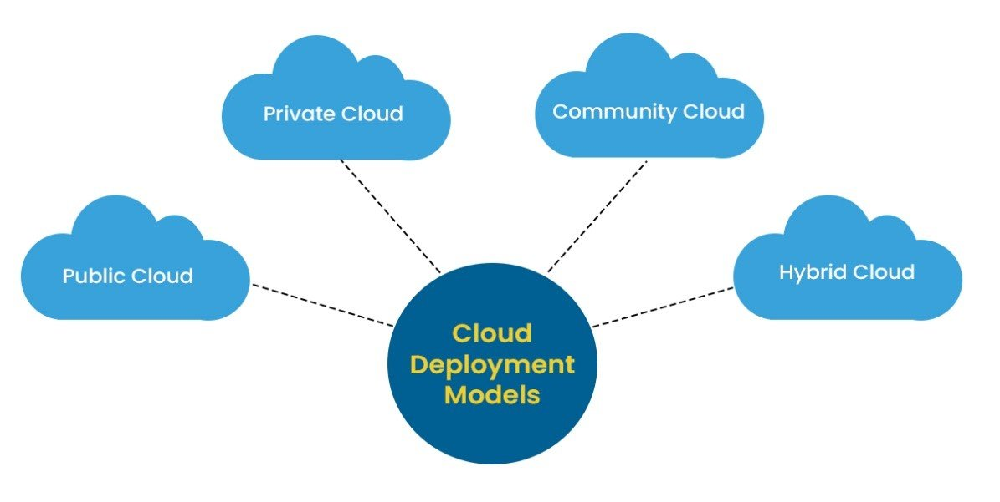 Private Cloud
Community Cloud
Public Cloud
Hybrid Cloud
Cloud
Deployment
Models